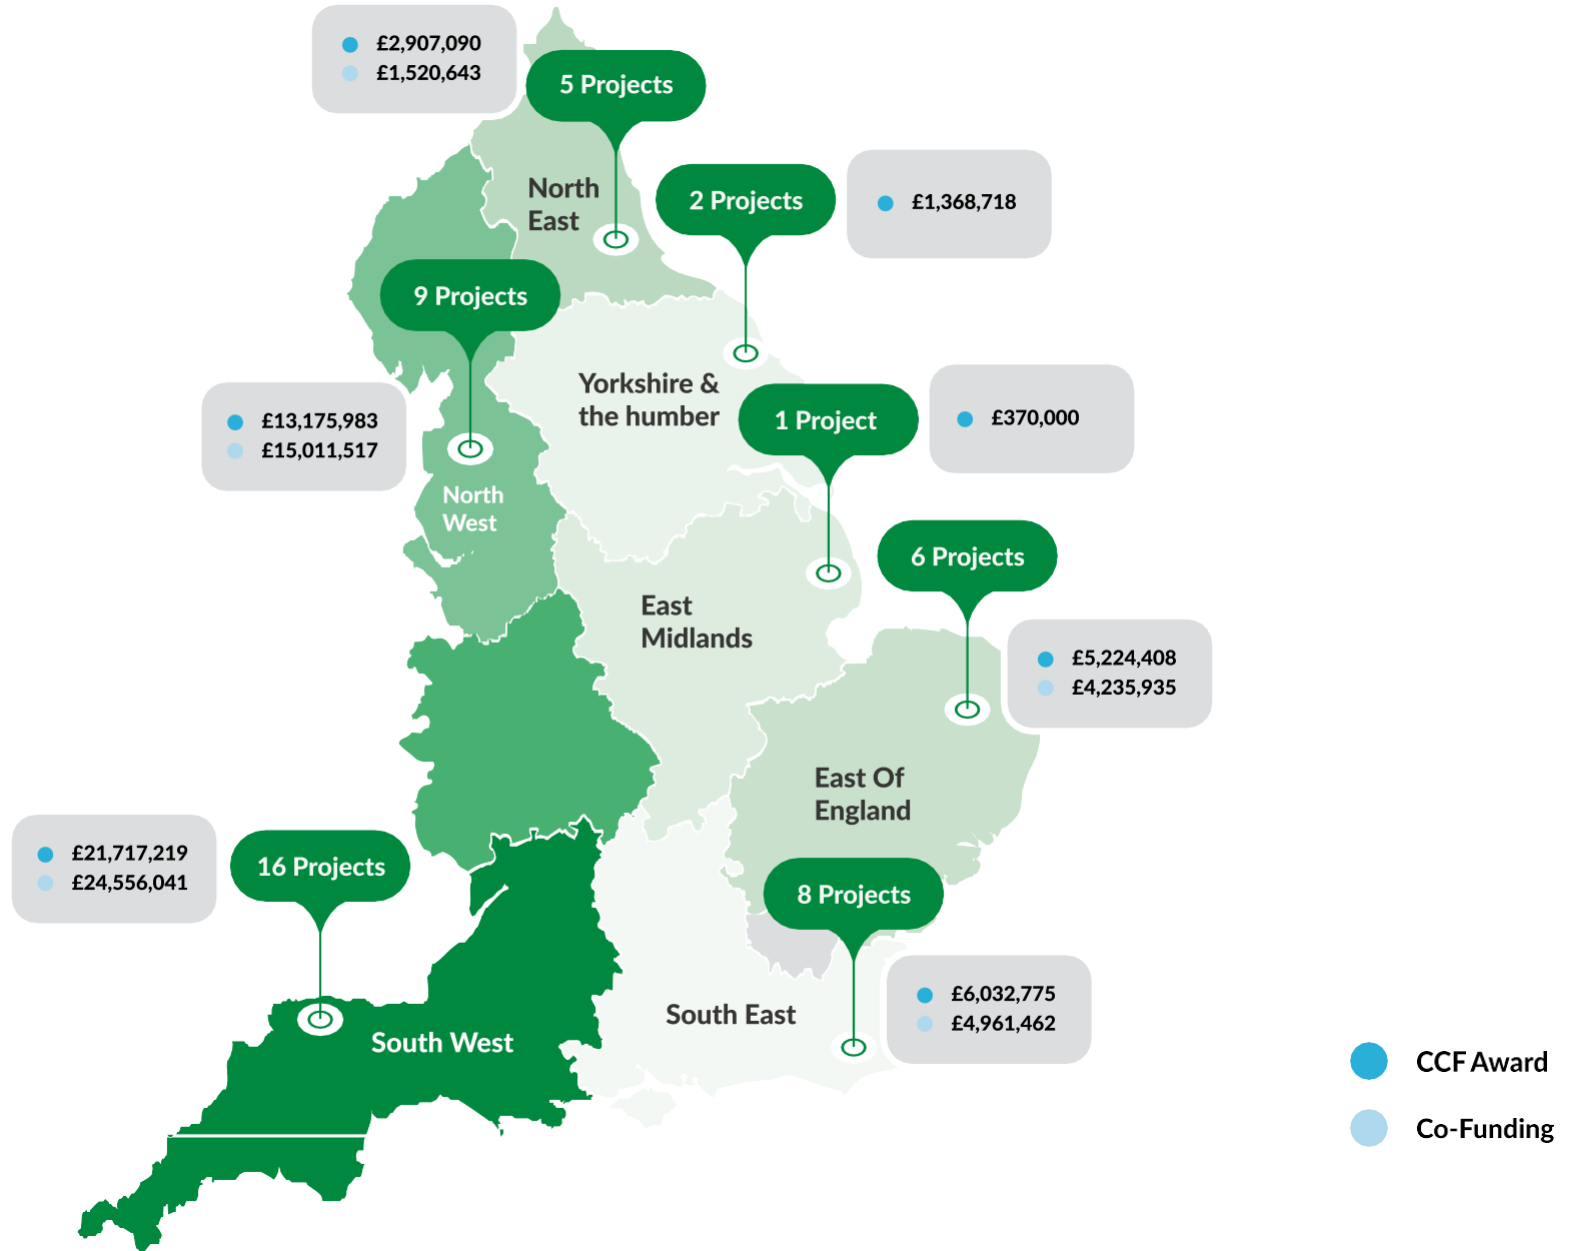 £2,907,090
£1,520,643
5 Projects
North
East
2 Projects
£1,368,718
9 Projects
£13,175,983
£15,011,517
North
West
Yorkshire &
the humber
1 Project
£370,000
East
Midlands
6 Projects
£5,224,408
£4,235,935
East Of
England
£21,717,219
£24,556,041
16 Projects
South West
8 Projects
South East
£6,032,775
£4,961,462
CCF Award
Co-Funding